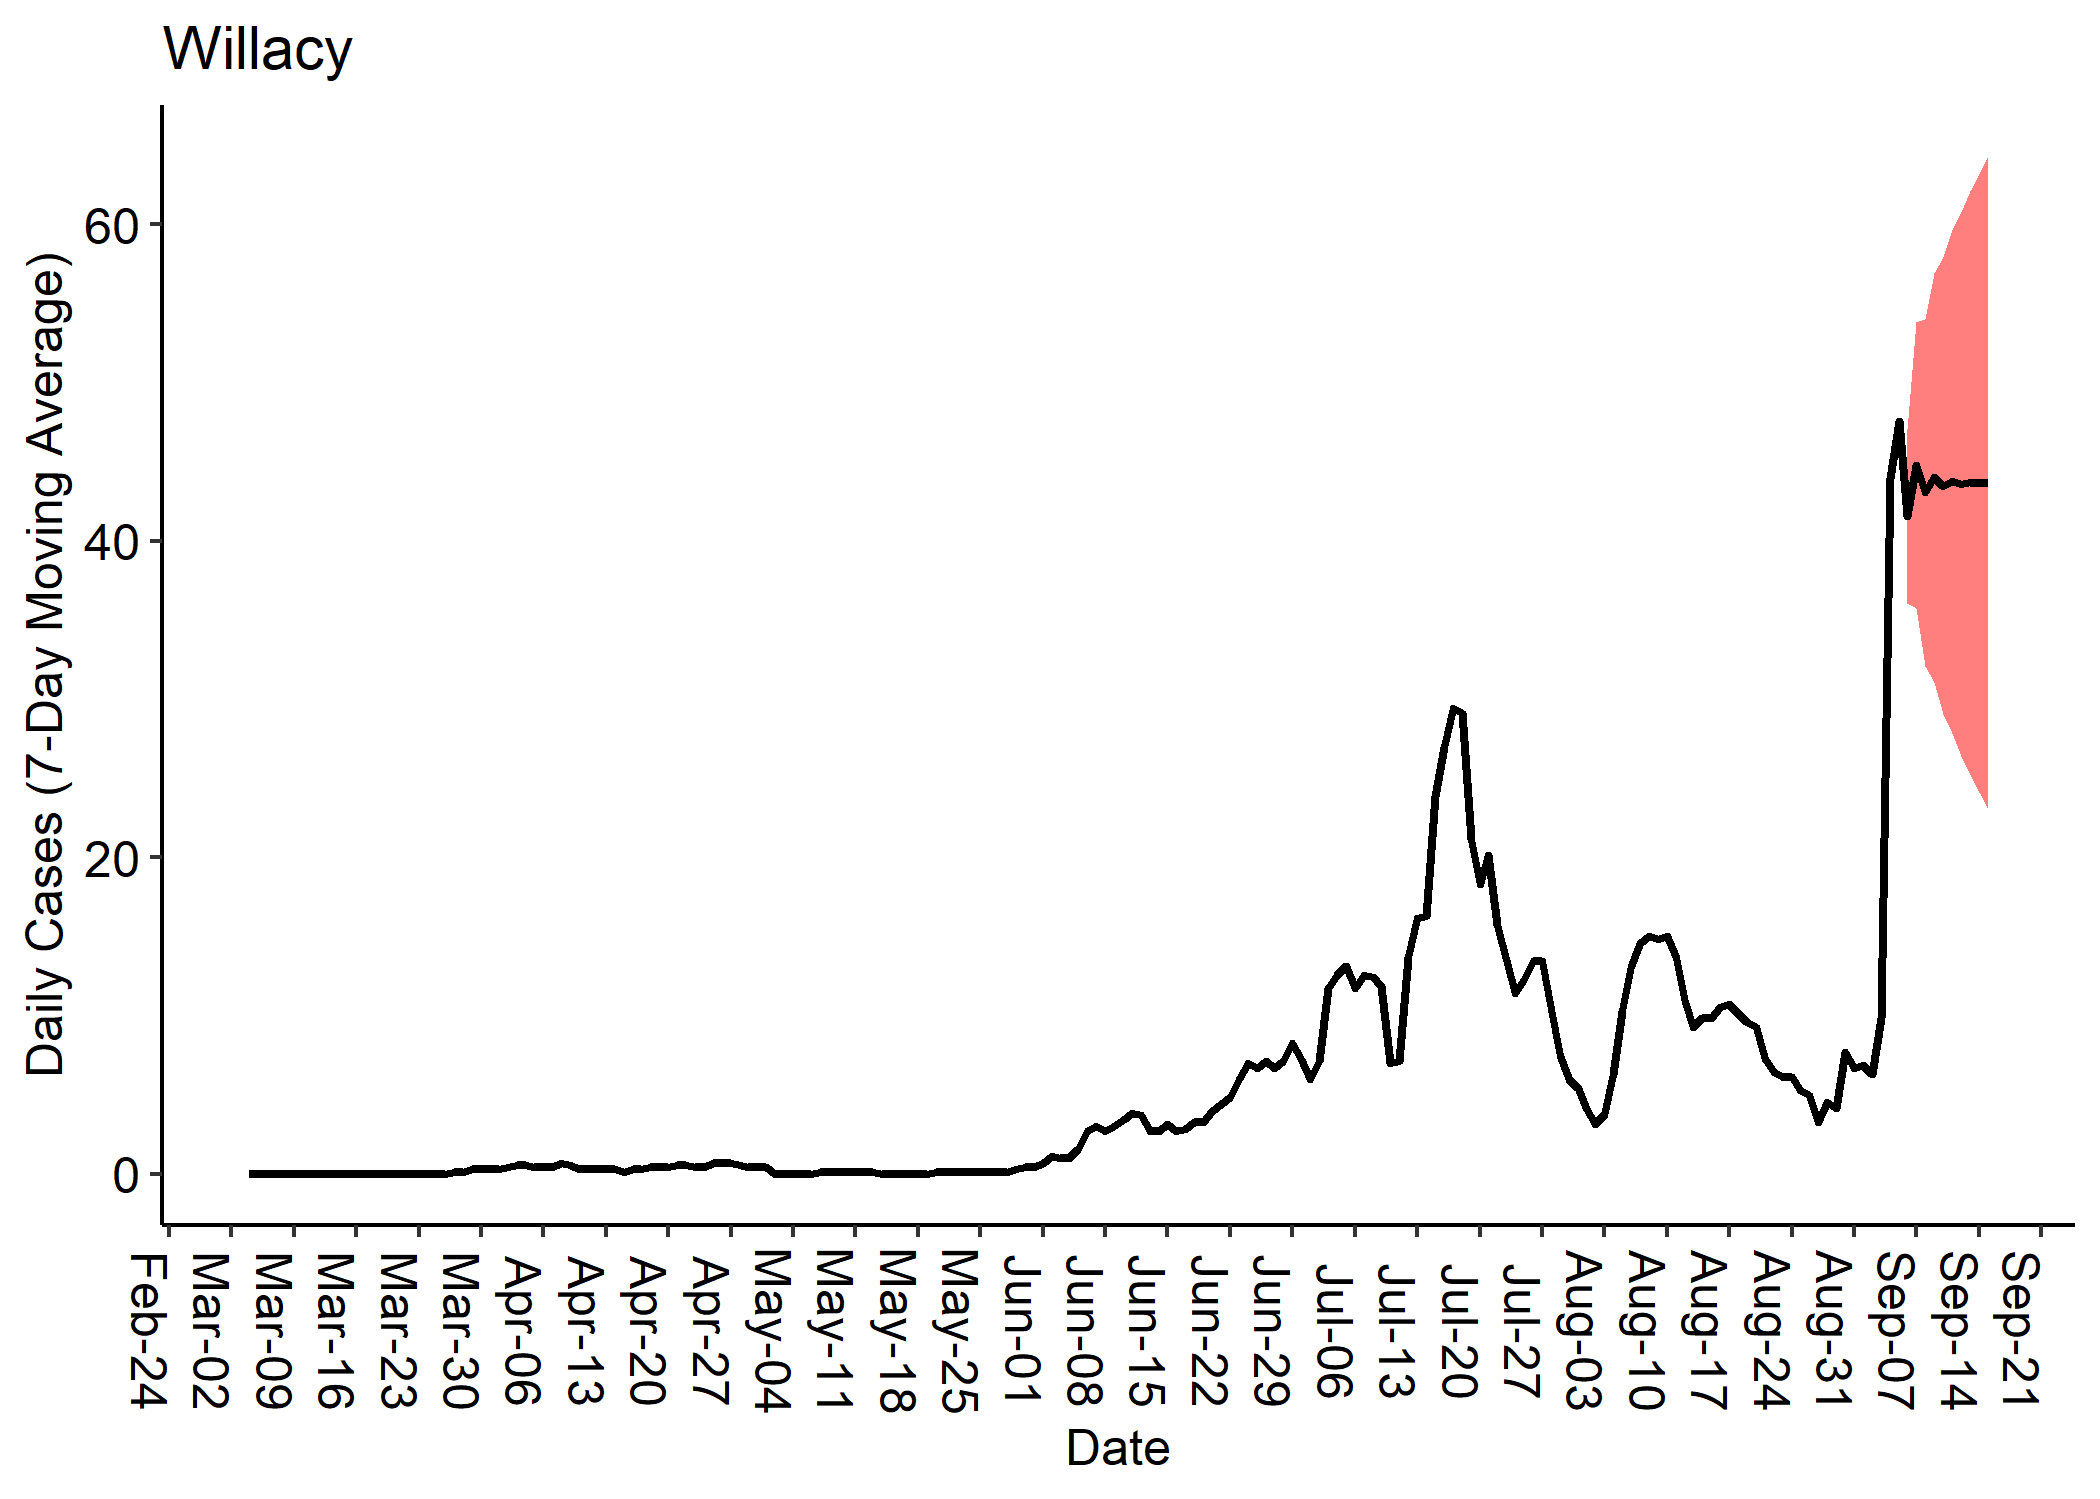 Willacy
Daily Cases (7-Day Moving Average)
60
40
20
0
Feb-24
Mar-02
Mar-09
Mar-16
Mar-23
Mar-30
Apr-06
Apr-13
Apr-20
Apr-27
May-04
May-11
May-18
May-25
Jun-01
Jun-08
Jun-15
Jun-22
Jun-29
Jul-06
Jul-13
Jul-20
Jul-27
Aug-03
Aug-10
Aug-17
Aug-24
Aug-31
Sep-07
Sep-14
Sep-21
Date